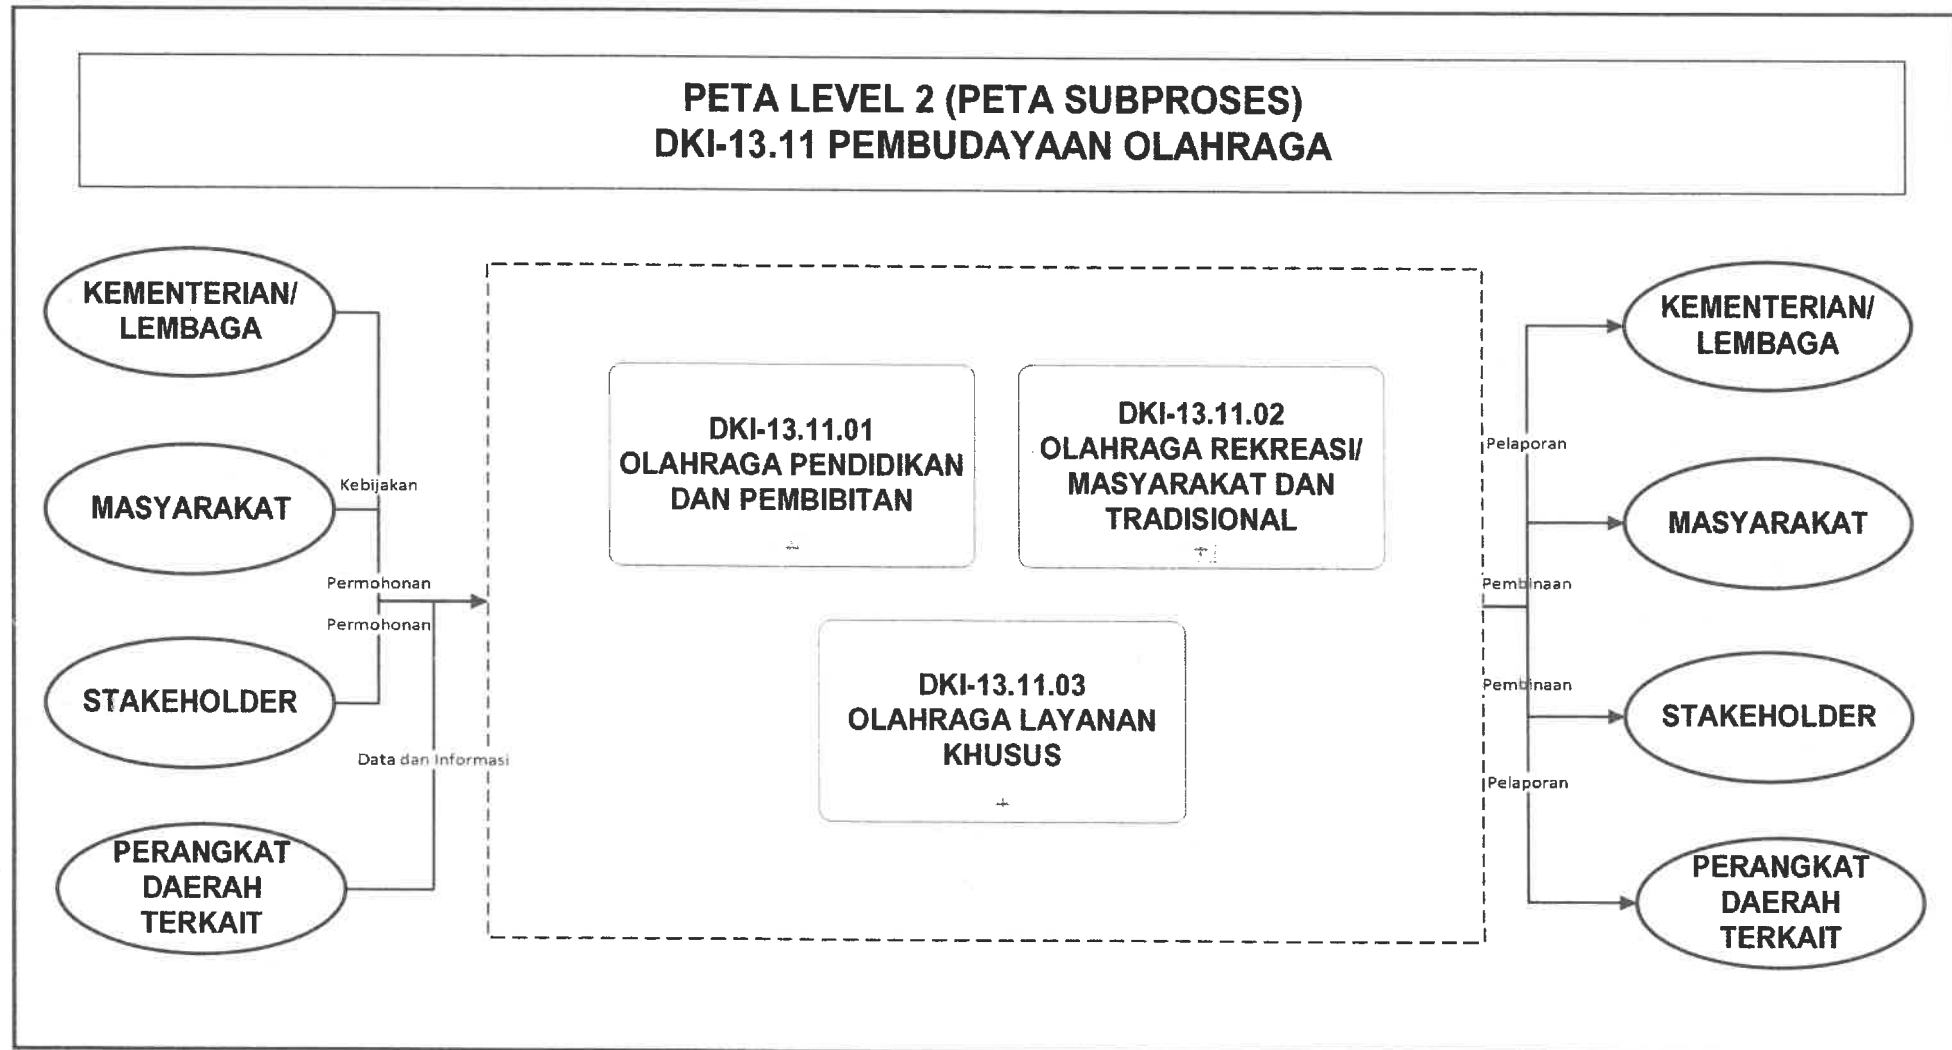 PETA LEVEL 2 (PETA SUBPROSES)
DKI-13.11 PEMBUDAYAAN OLAHRAGA
KEMENTERIAN/
LEMBAGA
MASYARAKAT
STAKEHOLDER
PERANGKAT
DAERAH
TERKAIT
Kebijakan
Permohonan
Permohonan
Data dan Informasi
DKI-13.11.01
OLAHRAGA PENDIDIKAN
DAN PEMBIBITAN
DKI-13.11.02
OLAHRAGA REKREASI/
MASYARAKAT DAN
TRADISIONAL
DKI-13.11.03
OLAHRAGA LAYANAN
KHUSUS
Pelaporan
Pembinaan
Pembinaan
Pelaporan
KEMENTERIAN/
LEMBAGA
MASYARAKAT
STAKEHOLDER
PERANGKAT
DAERAH
TERKAIT